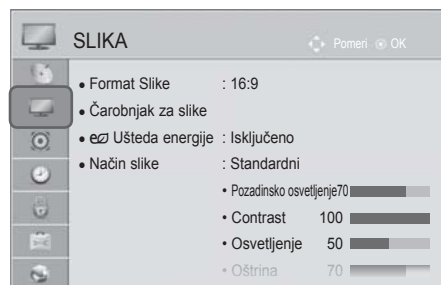 SLIKA Pomeri OK
• Format Slike : 16:9
• Čarobnjak za slike
• Ušteda energije : Isključeno
• Način slike : Standardni
• Pozadinsko osvetljenje70
• Contrast 100
• Osvetljenje 50
• Oštrina 70